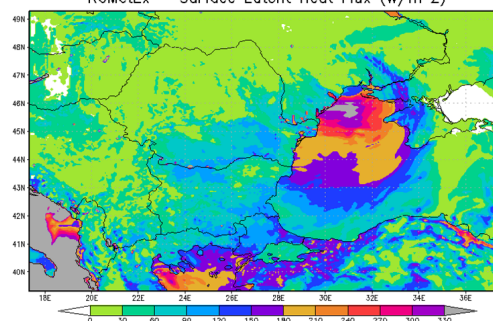 Surface Latent Heat Flux (W/m^2)
49N
48N
47N
46N
45N
44N
43N
42N
41N
40N
18E 20E 22E 24E 26E 28E 30E 32E 34E 36E
0 30 60 90 120 150 180 210 240 270 300 330